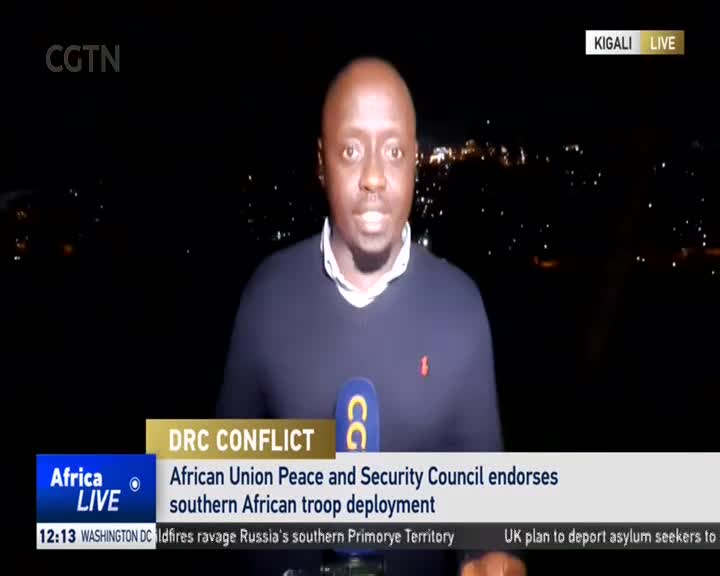 CGTN
KIGALI LIVE
CG
DRC CONFLICT
African Union Peace and Security Council endorses
southern African troop deployment
Africa
LIVE
12:13 WASHINGTON DC
ldfires ravage Russia's southern Primorye Territory UK plan to deport asylum seekers to